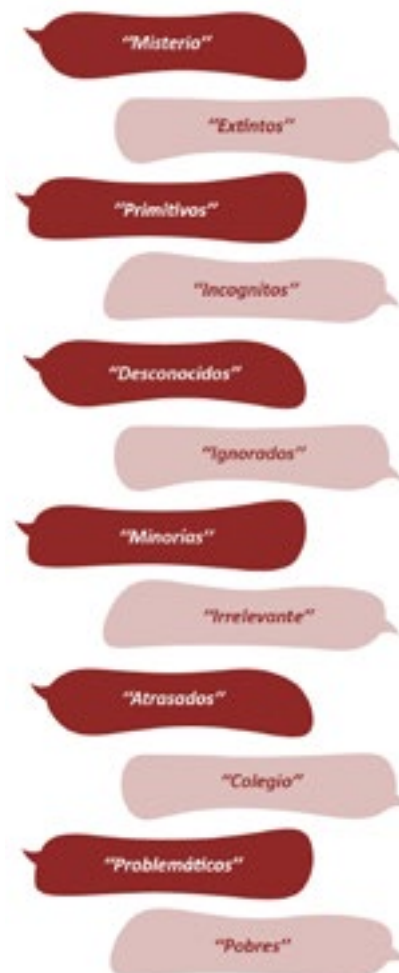 “Misterio”
“Extintos”
“Primitivos”
“Incognitos”
“Desconocidos”
“Ignorados”
“Minorías”
“Irrelevante”
“Atrasados”
“Colegio”
“Problemáticos”
“Pobres”